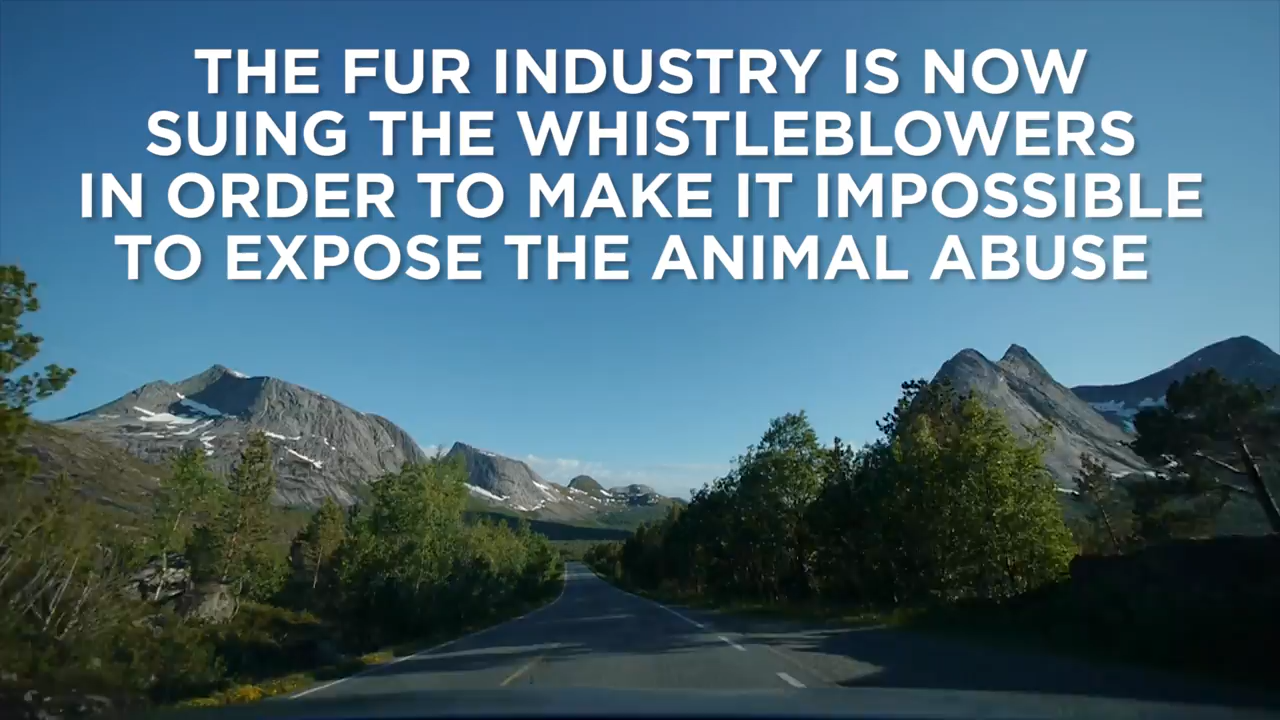 THE FUR INDUSTRY IS NOW
SUING THE WHISTLEBLOWERS
IN ORDER TO MAKE IT IMPOSSIBLE
TO EXPOSE THE ANIMAL ABUSE